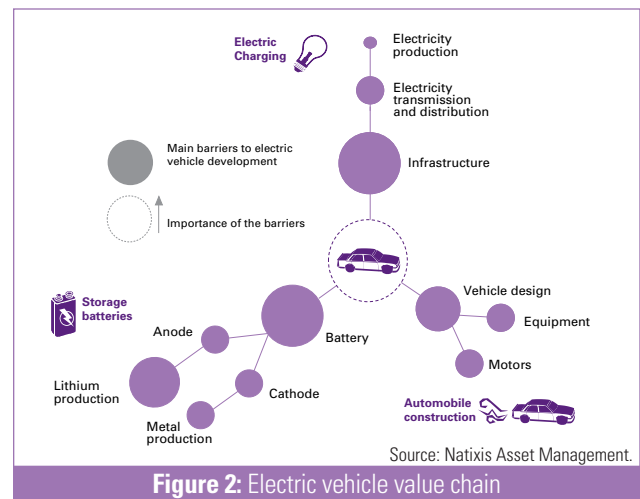 Electric
Charging
Electricity
production
Electricity
transmission
and distribution
Main barriers to electric
vehicle development
Infrastructure
Importance of the barriers
Storage
batteries
Vehicle design
Equipment
Anode
Battery
Motors
Lithium
production
Cathode
Metal
production
Automobile
construction
Source: Natixis Asset Management.
Figure 2: Electric vehicle value chain